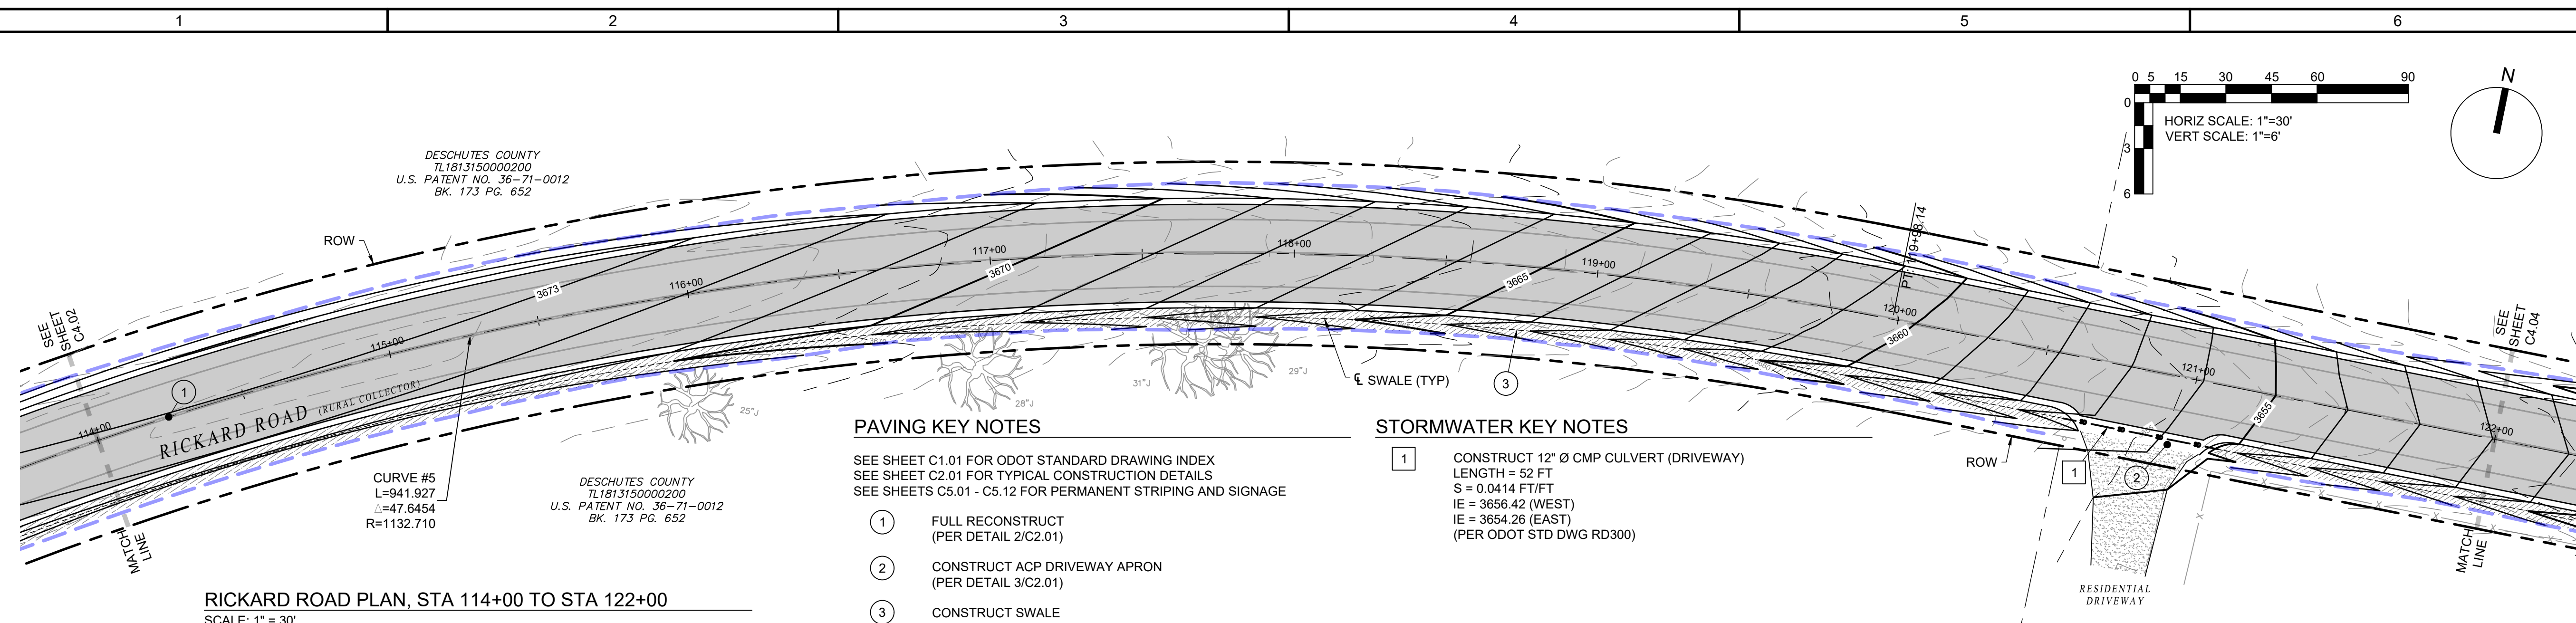 1 2 3 4 5 6
0 5 15 30 45 60 90
0
3
6
HORIZ SCALE: 1"=30'
VERT SCALE: 1"=6'
N
DESCHUTES COUNTY
TL1813150000200
U.S. PATENT NO. 36-71-0012
BK. 173 PG. 652
ROW
SEE
SHEET
C4.02
114+00
115+00
116+00
117+00
118+00
119+00
PT: 119+98.14
120+00
121+00
122+00
3673
3670
3665
3660
3655
3670
1
RICKARD ROAD (RURAL COLLECTOR)
MATCH
LINE
CURVE #5
L=941.927
△=47.6454
R=1132.710
25"J
28"J
31"J
29"J
℄ SWALE (TYP)
3
DESCHUTES COUNTY
TL1813150000200
U.S. PATENT NO. 36-71-0012
BK. 173 PG. 652
ROW
1
2
SEE
SHEET
C4.04
MATCH
LINE
RESIDENTIAL
DRIVEWAY
PAVING KEY NOTES
SEE SHEET C1.01 FOR ODOT STANDARD DRAWING INDEX
SEE SHEET C2.01 FOR TYPICAL CONSTRUCTION DETAILS
SEE SHEETS C5.01 - C5.12 FOR PERMANENT STRIPING AND SIGNAGE
1 FULL RECONSTRUCT
(PER DETAIL 2/C2.01)
2 CONSTRUCT ACP DRIVEWAY APRON
(PER DETAIL 3/C2.01)
3 CONSTRUCT SWALE
STORMWATER KEY NOTES
1 CONSTRUCT 12" Ø CMP CULVERT (DRIVEWAY)
LENGTH = 52 FT
S = 0.0414 FT/FT
IE = 3656.42 (WEST)
IE = 3654.26 (EAST)
(PER ODOT STD DWG RD300)
RICKARD ROAD PLAN, STA 114+00 TO STA 122+00
SCALE: 1" = 30'